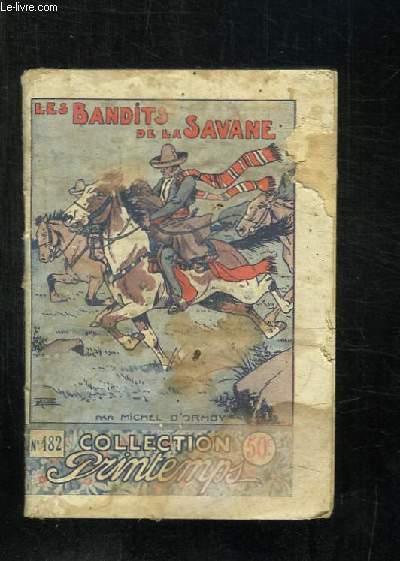 Le-livre.com
LES BANDITS
DE LA SAVANE
PAR MICHEL D'ORMOY
N° 182
COLLECTION
Printemps
50c